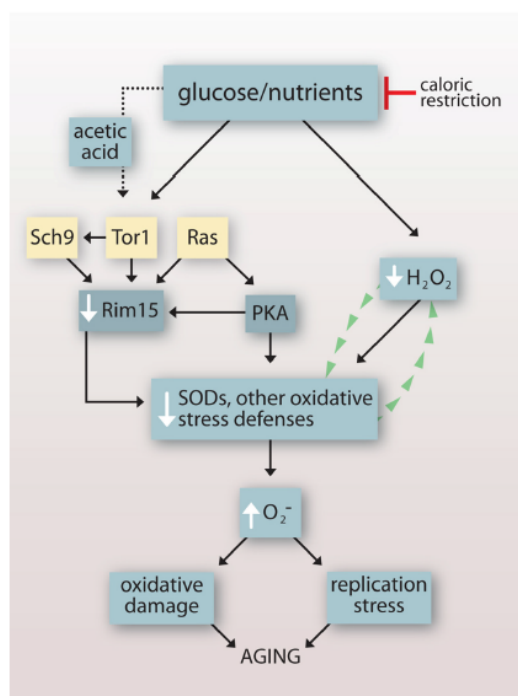 glucose/nutrients
caloric
restriction
acetic
acid
Sch9
Tor1
Ras
H₂O₂
Rim15
PKA
SODs, other oxidative
stress defenses
O₂⁻
oxidative
damage
replication
stress
AGING